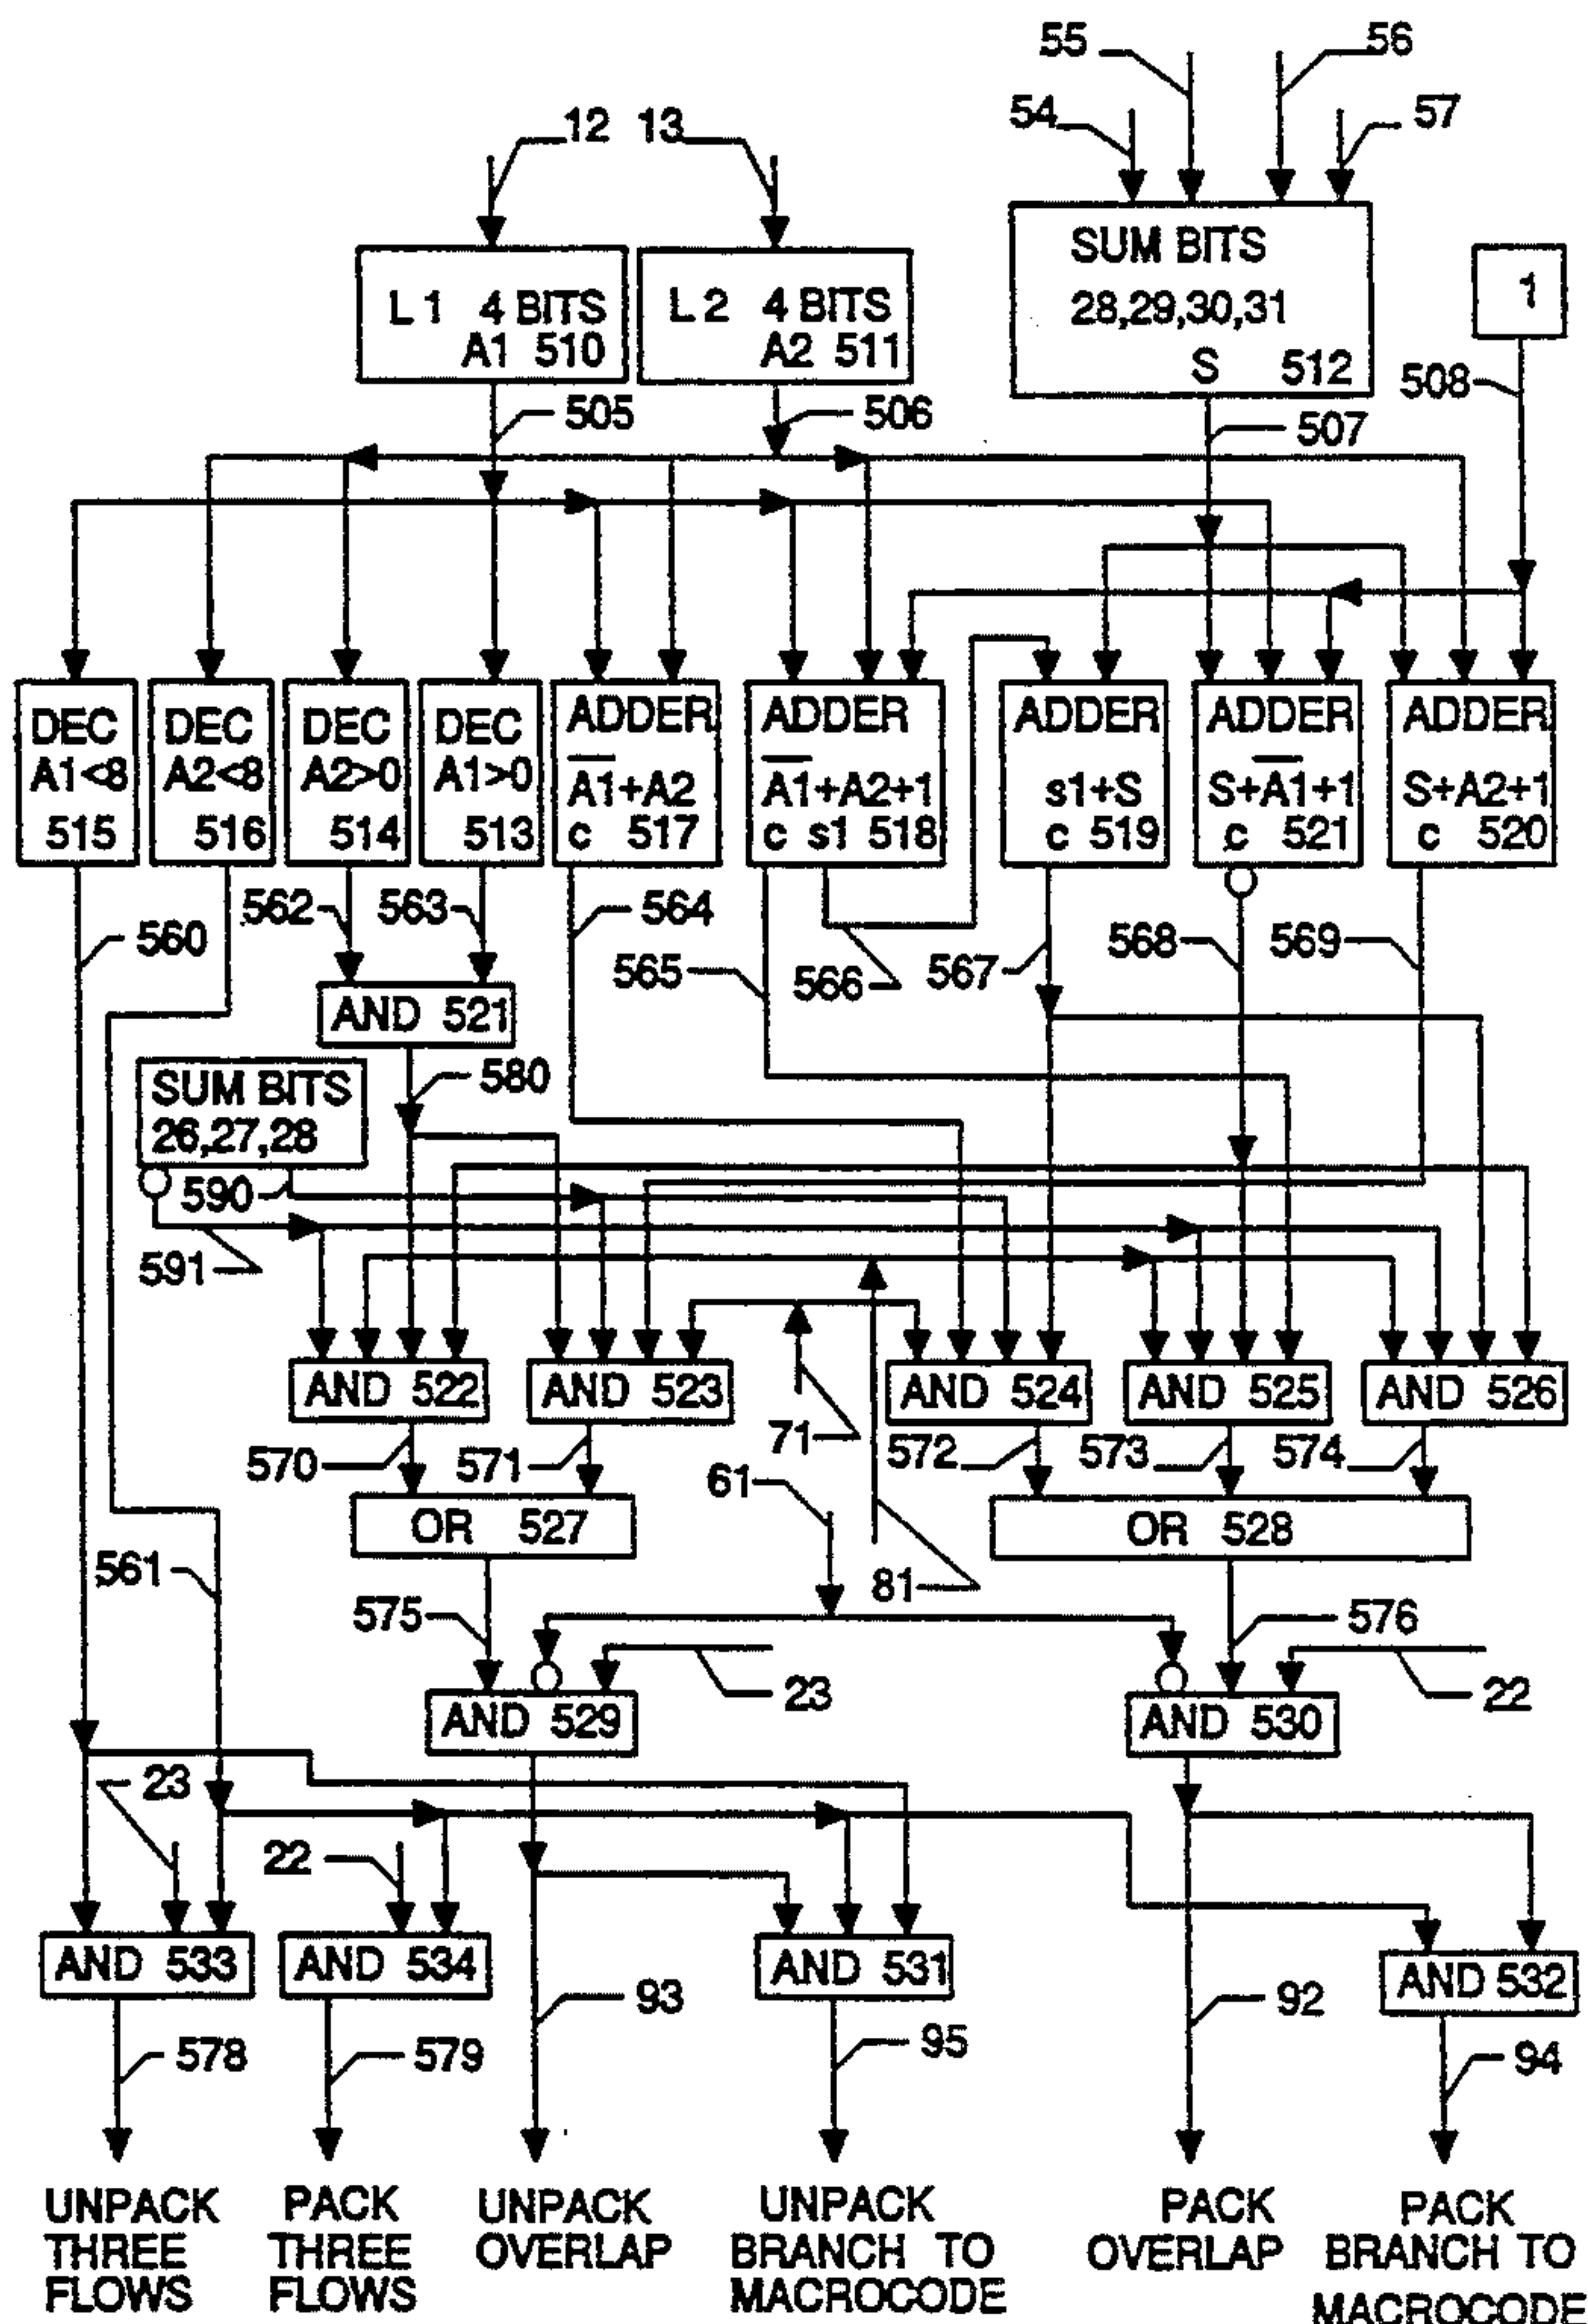 55 56
54 57
12 13
SUM BITS
28,29,30,31
S 512
1
L 1 4 BITS
A1 510
L 2 4 BITS
A2 511
508
505 506 507
DEC
A1<8
515
DEC
A2<8
516
DEC
A2>0
514
DEC
A1>0
513
ADDER
A̅1̅+A2
c 517
ADDER
A̅1̅+A2+1
c s1 518
ADDER
s1+S
c 519
ADDER
S+A̅1̅+1
c 521
ADDER
S+A2+1
c 520
562 563 564
560 565 566 567 568 569
AND 521
580
SUM BITS
26,27,28
590
591
AND 522
AND 523
AND 524
AND 525
AND 526
71
570 571 572 573 574
61
OR 527
OR 528
561 81
575 576
23 22
AND 529
AND 530
23
22
AND 533
AND 534
AND 531
AND 532
93 92
578 579 95 94
UNPACK
THREE
FLOWS
PACK
THREE
FLOWS
UNPACK
OVERLAP
UNPACK
BRANCH TO
MACROCODE
PACK
OVERLAP
PACK
BRANCH TO
MACROCODE